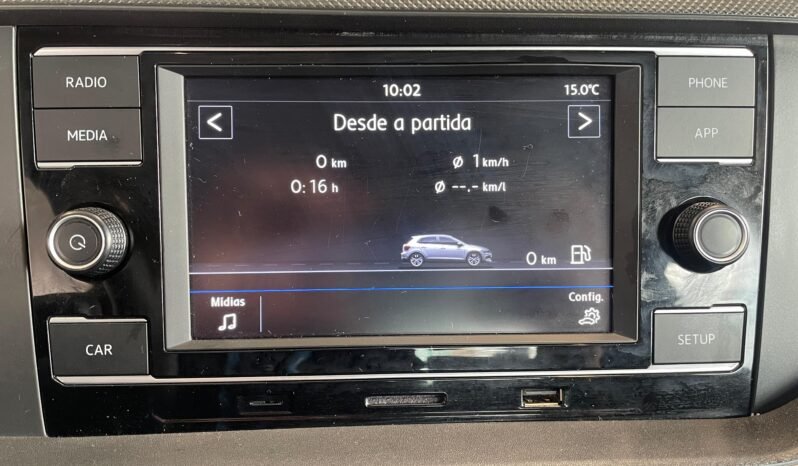 RADIO
MEDIA
CAR
10:02 15.0°C
< Desde a partida >
0 km ø 1 km/h
0:16 h ø --.- km/l
0 km
Mídias Config.
PHONE
APP
SETUP